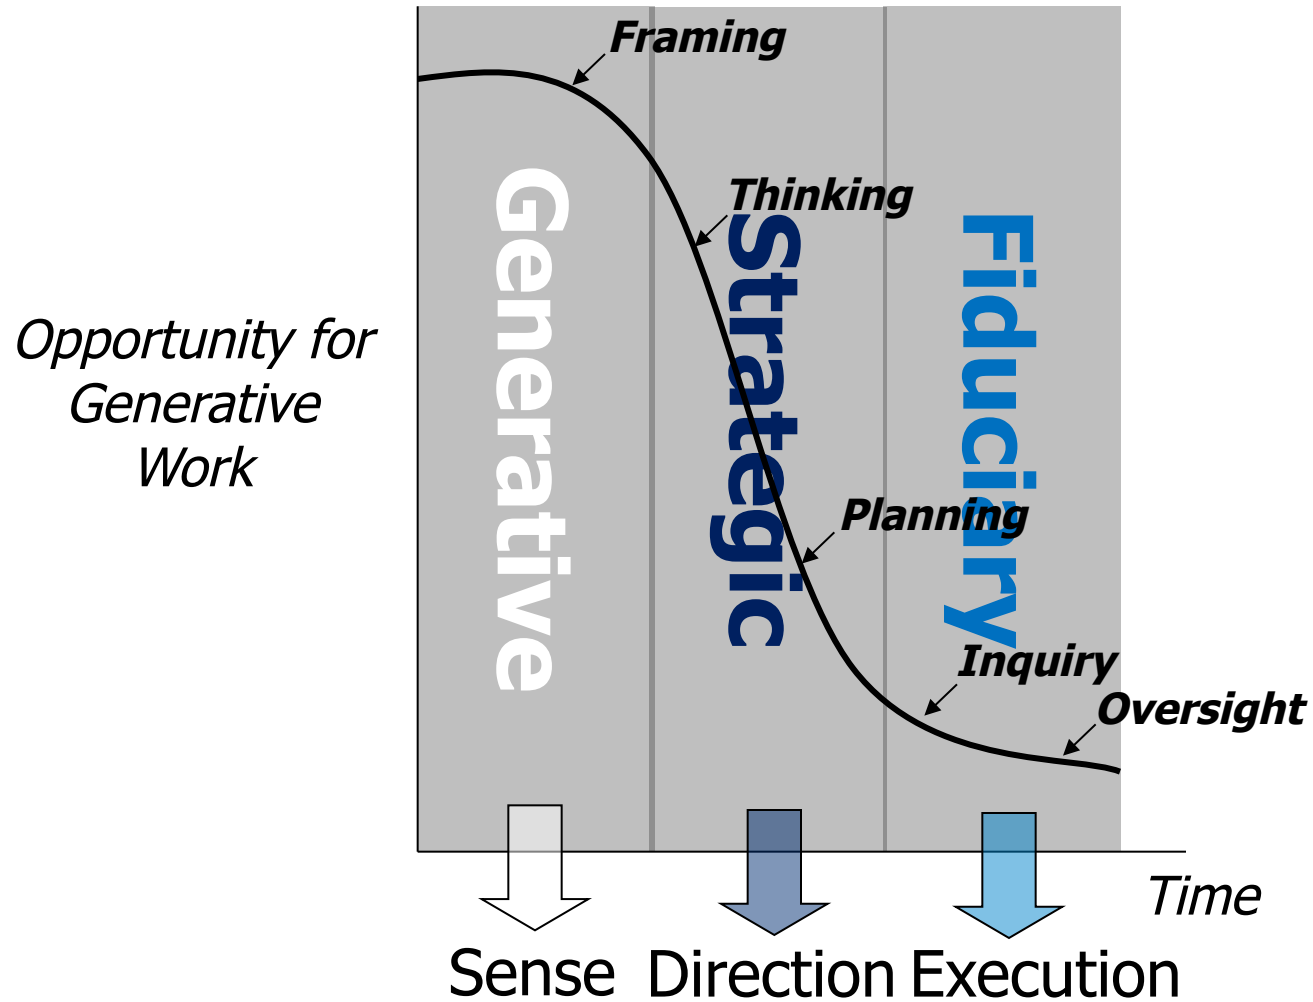 Framing
Thinking
Generative
Strategic
Fiduciary
Opportunity for
Generative
Work
Planning
Inquiry
Oversight
Time
Sense
Direction
Execution